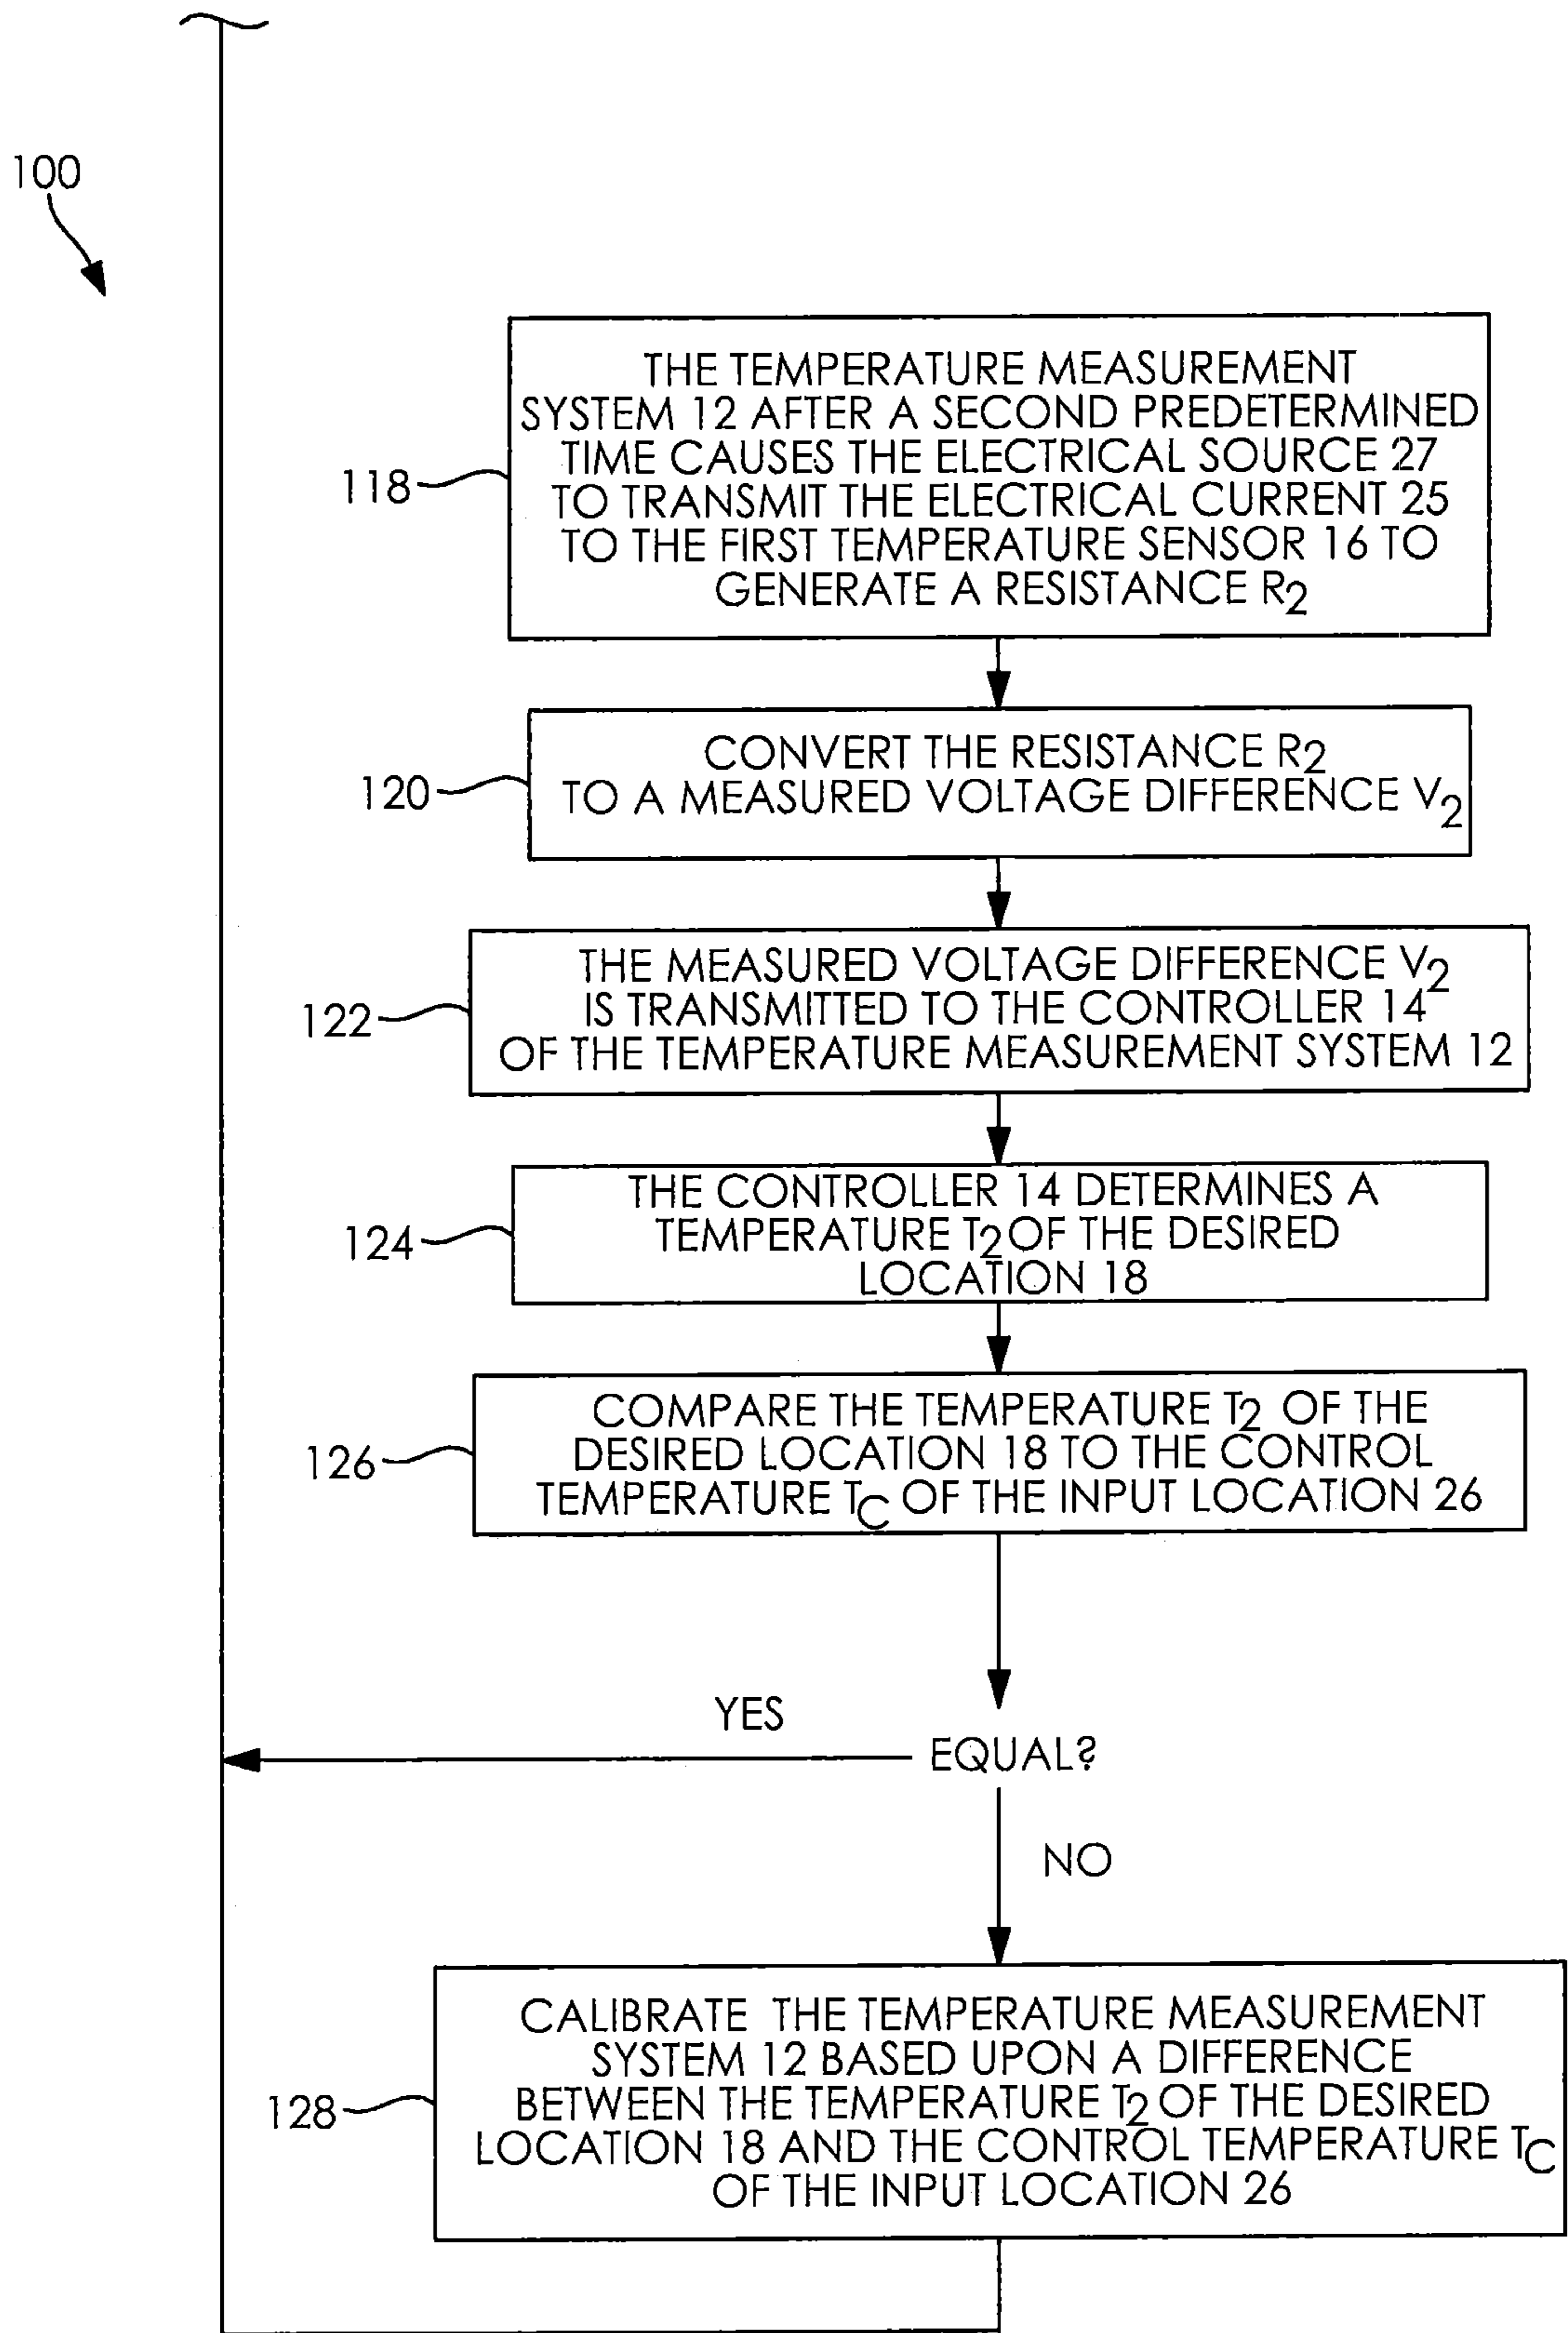 100
118
THE TEMPERATURE MEASUREMENT
SYSTEM 12 AFTER A SECOND PREDETERMINED
TIME CAUSES THE ELECTRICAL SOURCE 27
TO TRANSMIT THE ELECTRICAL CURRENT 25
TO THE FIRST TEMPERATURE SENSOR 16 TO
GENERATE A RESISTANCE R2
120
CONVERT THE RESISTANCE R2
TO A MEASURED VOLTAGE DIFFERENCE V2
122
THE MEASURED VOLTAGE DIFFERENCE V2
IS TRANSMITTED TO THE CONTROLLER 14
OF THE TEMPERATURE MEASUREMENT SYSTEM 12
124
THE CONTROLLER 14 DETERMINES A
TEMPERATURE T2 OF THE DESIRED
LOCATION 18
126
COMPARE THE TEMPERATURE T2 OF THE
DESIRED LOCATION 18 TO THE CONTROL
TEMPERATURE TC OF THE INPUT LOCATION 26
YES
EQUAL?
NO
128
CALIBRATE THE TEMPERATURE MEASUREMENT
SYSTEM 12 BASED UPON A DIFFERENCE
BETWEEN THE TEMPERATURE T2 OF THE DESIRED
LOCATION 18 AND THE CONTROL TEMPERATURE TC
OF THE INPUT LOCATION 26